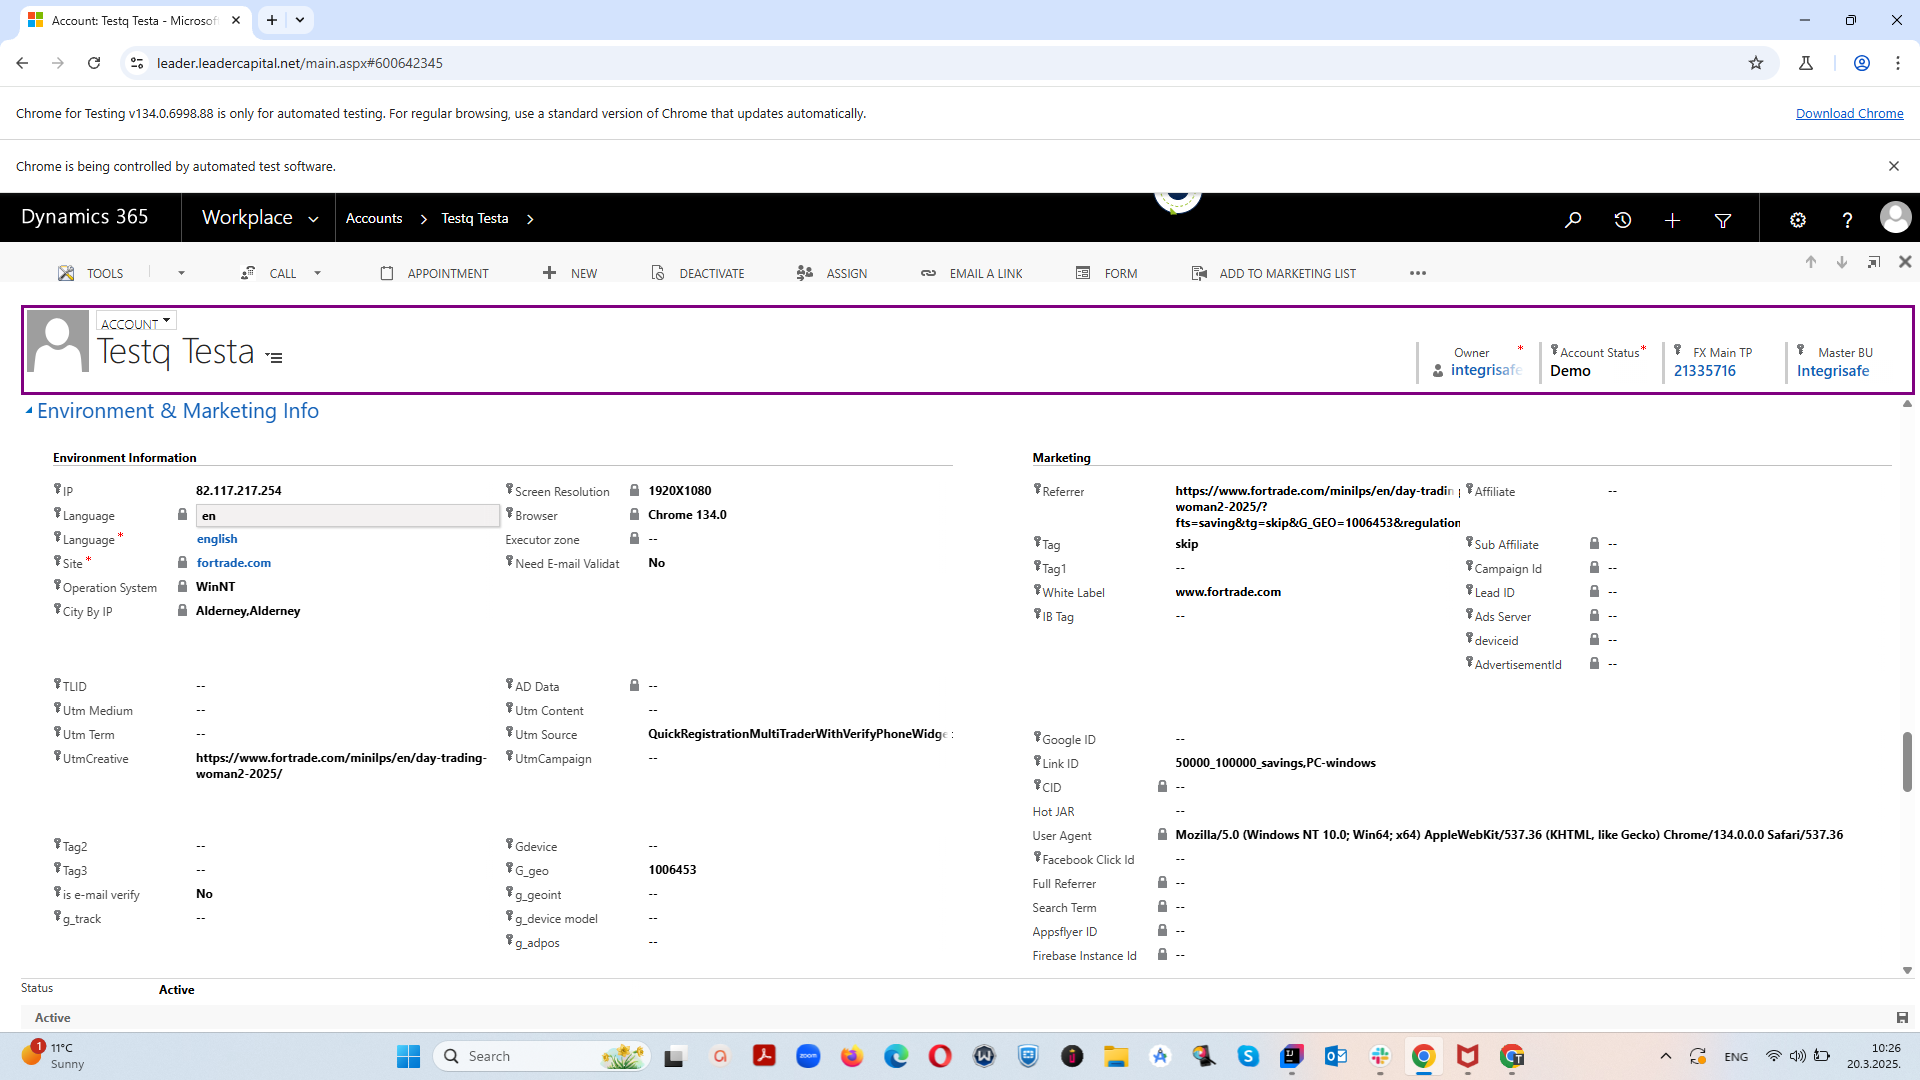 Account: Testq Testa - Microsof
leader.leadercapital.net/main.aspx#600642345
Chrome for Testing v134.0.6998.88 is only for automated testing. For regular browsing, use a standard version of Chrome that updates automatically.
Download Chrome
Chrome is being controlled by automated test software.
Dynamics 365
Workplace
Accounts
Testq Testa
TOOLS
CALL
APPOINTMENT
NEW
DEACTIVATE
ASSIGN
EMAIL A LINK
FORM
ADD TO MARKETING LIST
ACCOUNT
Testq Testa
Owner *
integrisafe
Account Status*
Demo
FX Main TP
21335716
Master BU
Integrisafe
Environment & Marketing Info
Environment Information
IP 82.117.217.254
Language en
Language* english
Site* fortrade.com
Operation System WinNT
City By IP Alderney,Alderney
Screen Resolution 1920X1080
Browser Chrome 134.0
Executor zone --
Need E-mail Validat No
TLID --
Utm Medium --
Utm Term --
UtmCreative https://www.fortrade.com/minilps/en/day-trading-
woman2-2025/
AD Data --
Utm Content --
Utm Source QuickRegistrationMultiTraderWithVerifyPhoneWidge
UtmCampaign --
Tag2 --
Tag3 --
is e-mail verify No
g_track --
Gdevice --
G_geo 1006453
g_geoint --
g_device model --
g_adpos --
Marketing
Referrer https://www.fortrade.com/minilps/en/day-tradin
woman2-2025/?
fts=saving&tg=skip&G_GEO=1006453&regulation
Tag skip
Tag1 --
White Label www.fortrade.com
IB Tag --
Affiliate --
Sub Affiliate --
Campaign Id --
Lead ID --
Ads Server --
deviceid --
AdvertisementId --
Google ID --
Link ID 50000_100000_savings,PC-windows
CID --
Hot JAR --
User Agent Mozilla/5.0 (Windows NT 10.0; Win64; x64) AppleWebKit/537.36 (KHTML, like Gecko) Chrome/134.0.0.0 Safari/537.36
Facebook Click Id --
Full Referrer --
Search Term --
Appsflyer ID --
Firebase Instance Id --
Status Active
Active
1
11°C
Sunny
Search
zoom
ENG
10:26
20.3.2025.